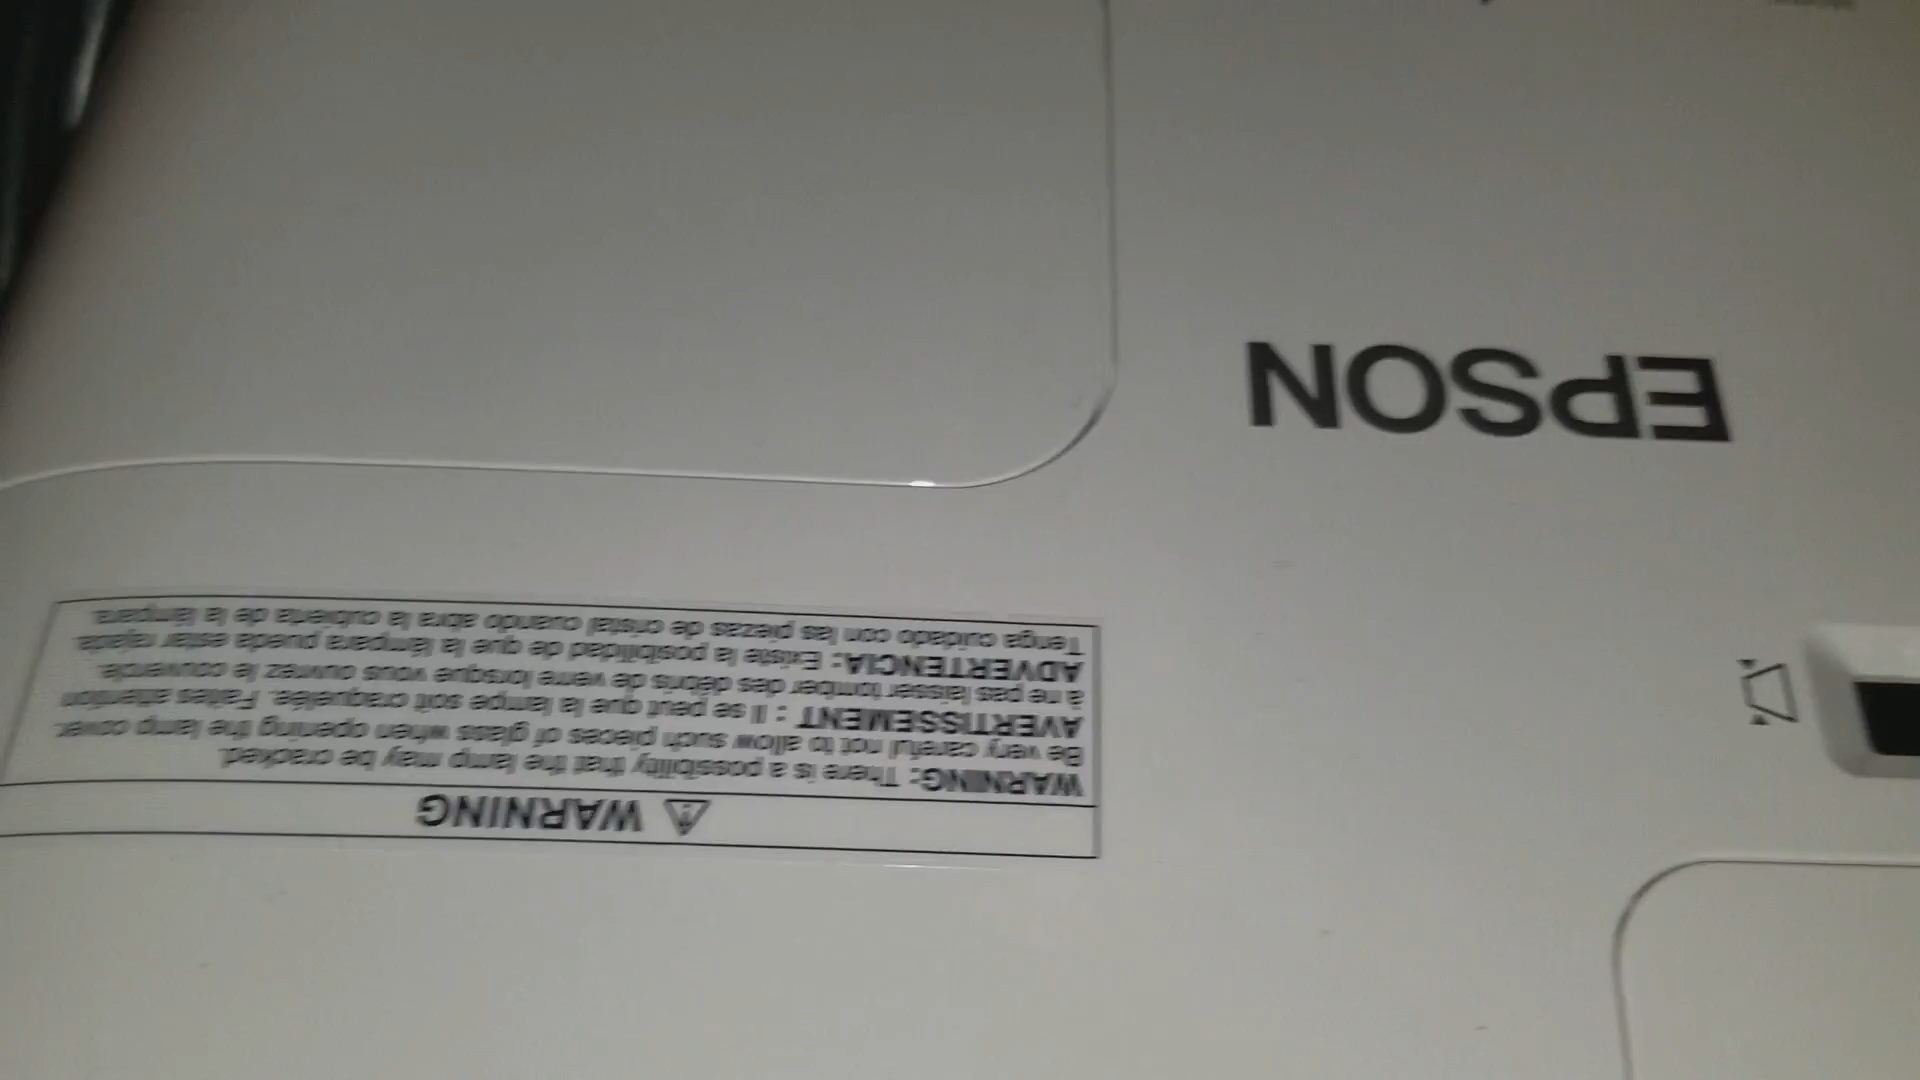 EPSON
WARNING
WARNING: There is a possibility that the lamp may be cracked.
Be very careful not to allow such pieces of glass when opening the lamp cover.
AVERTISSEMENT : Il se peut que la lampe soit craquelée. Faites attention
à ne pas laisser tomber des débris de verre lorsque vous ouvrez le couvercle.
ADVERTENCIA: Existe la posibilidad de que la lámpara pueda estar rajada.
Tenga cuidado con las piezas de cristal cuando abra la cubierta de la lámpara.